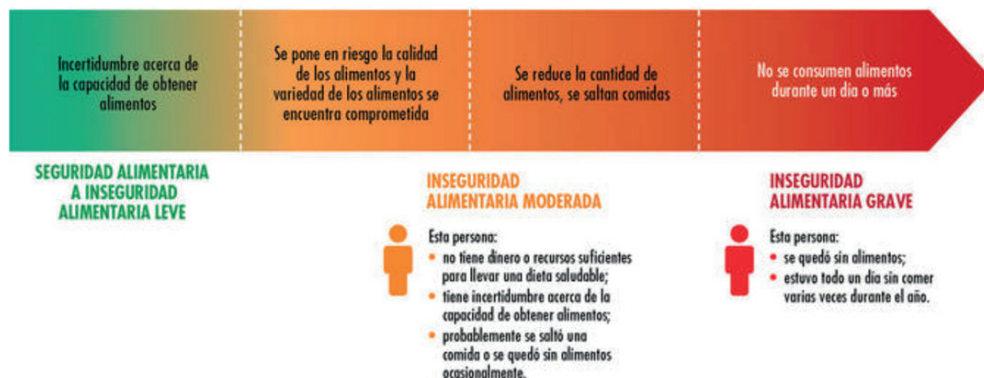 Incertidumbre acerca de
la capacidad de obtener
alimentos
Se pone en riesgo la calidad
de los alimentos y la
variedad de los alimentos se
encuentra comprometida
Se reduce la cantidad de
alimentos, se saltan comidas
No se consumen alimentos
durante un día o más
SEGURIDAD ALIMENTARIA
A INSEGURIDAD
ALIMENTARIA LEVE
INSEGURIDAD
ALIMENTARIA MODERADA
Esta persona:
• no tiene dinero o recursos suficientes
para llevar una dieta saludable;
• tiene incertidumbre acerca de la
capacidad de obtener alimentos;
• probablemente se saltó una
comida o se quedó sin alimentos
ocasionalmente.
INSEGURIDAD
ALIMENTARIA GRAVE
Esta persona:
• se quedó sin alimentos;
• estuvo todo un día sin comer
varias veces durante el año.